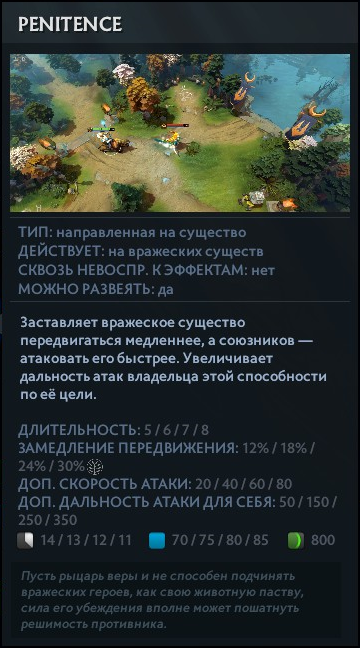 PENITENCE
ТИП: направленная на существо
ДЕЙСТВУЕТ: на вражеских существ
СКВОЗЬ НЕВОСПР. К ЭФФЕКТАМ: нет
МОЖНО РАЗВЕЯТЬ: да
Заставляет вражеское существо
передвигаться медленнее, а союзников —
атаковать его быстрее. Увеличивает
дальность атак владельца этой способности
по её цели.
ДЛИТЕЛЬНОСТЬ: 5 / 6 / 7 / 8
ЗАМЕДЛЕНИЕ ПЕРЕДВИЖЕНИЯ: 12% / 18% /
24% / 30%
ДОП. СКОРОСТЬ АТАКИ: 20 / 40 / 60 / 80
ДОП. ДАЛЬНОСТЬ АТАКИ ДЛЯ СЕБЯ: 50 / 150 /
250 / 350
14 / 13 / 12 / 11 70 / 75 / 80 / 85 800
Пусть рыцарь веры и не способен подчинять
вражеских героев, как свою животную паству,
сила его убеждения вполне может пошатнуть
решимость противника.